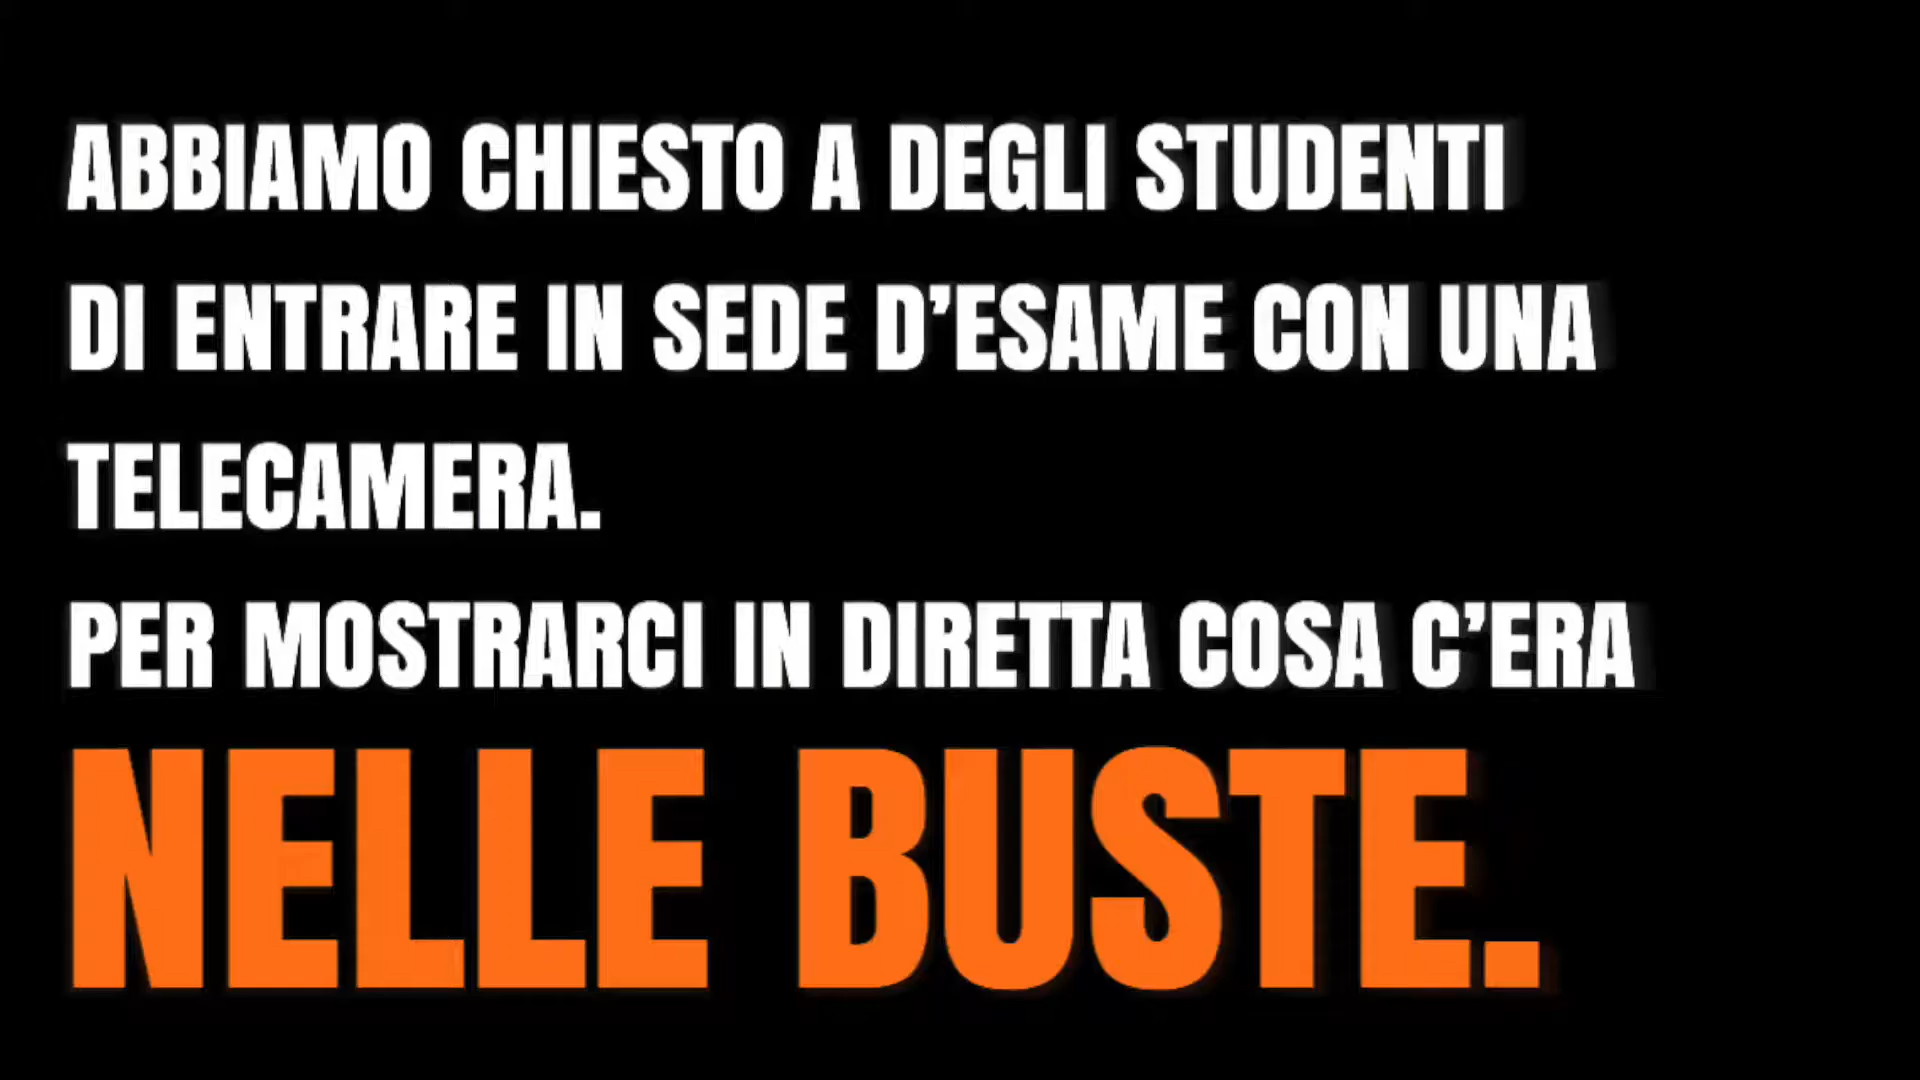 ABBIAMO CHIESTO A DEGLI STUDENTI
DI ENTRARE IN SEDE D’ESAME CON UNA
TELECAMERA.
PER MOSTRARCI IN DIRETTA COSA C’ERA
NELLE BUSTE.